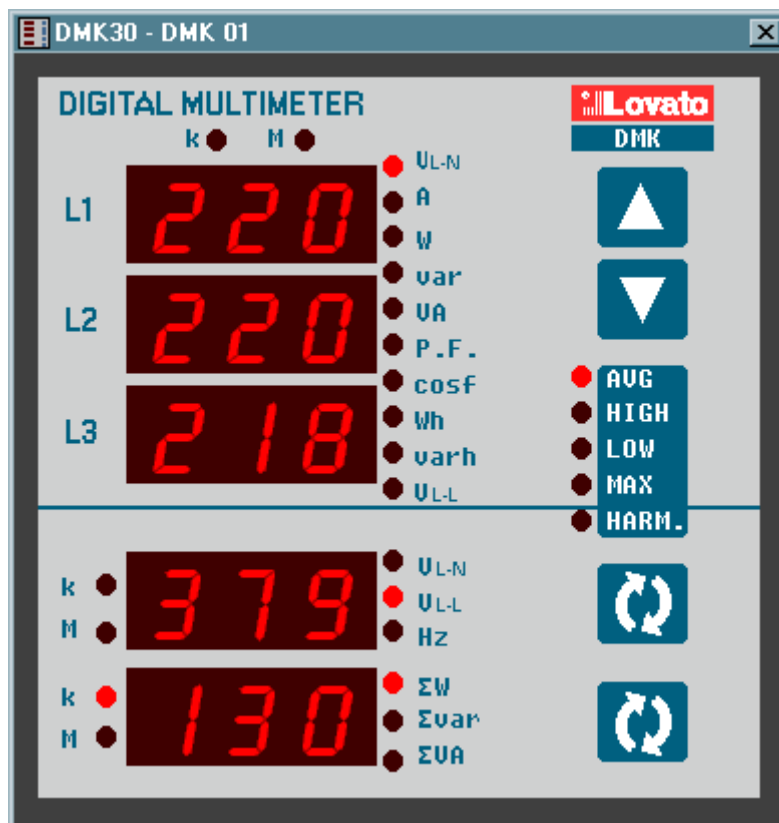 DMK30 - DMK 01
DIGITAL MULTIMETER
Lovato
DMK
k M
L1 220
L2 220
L3 218
VL-N
A
W
var
VA
P.F.
cosf
Wh
varh
VL-L
AVG
HIGH
LOW
MAX
HARM.
k
M
379
VL-N
VL-L
Hz
k
M
130
ΣW
Σvar
ΣVA